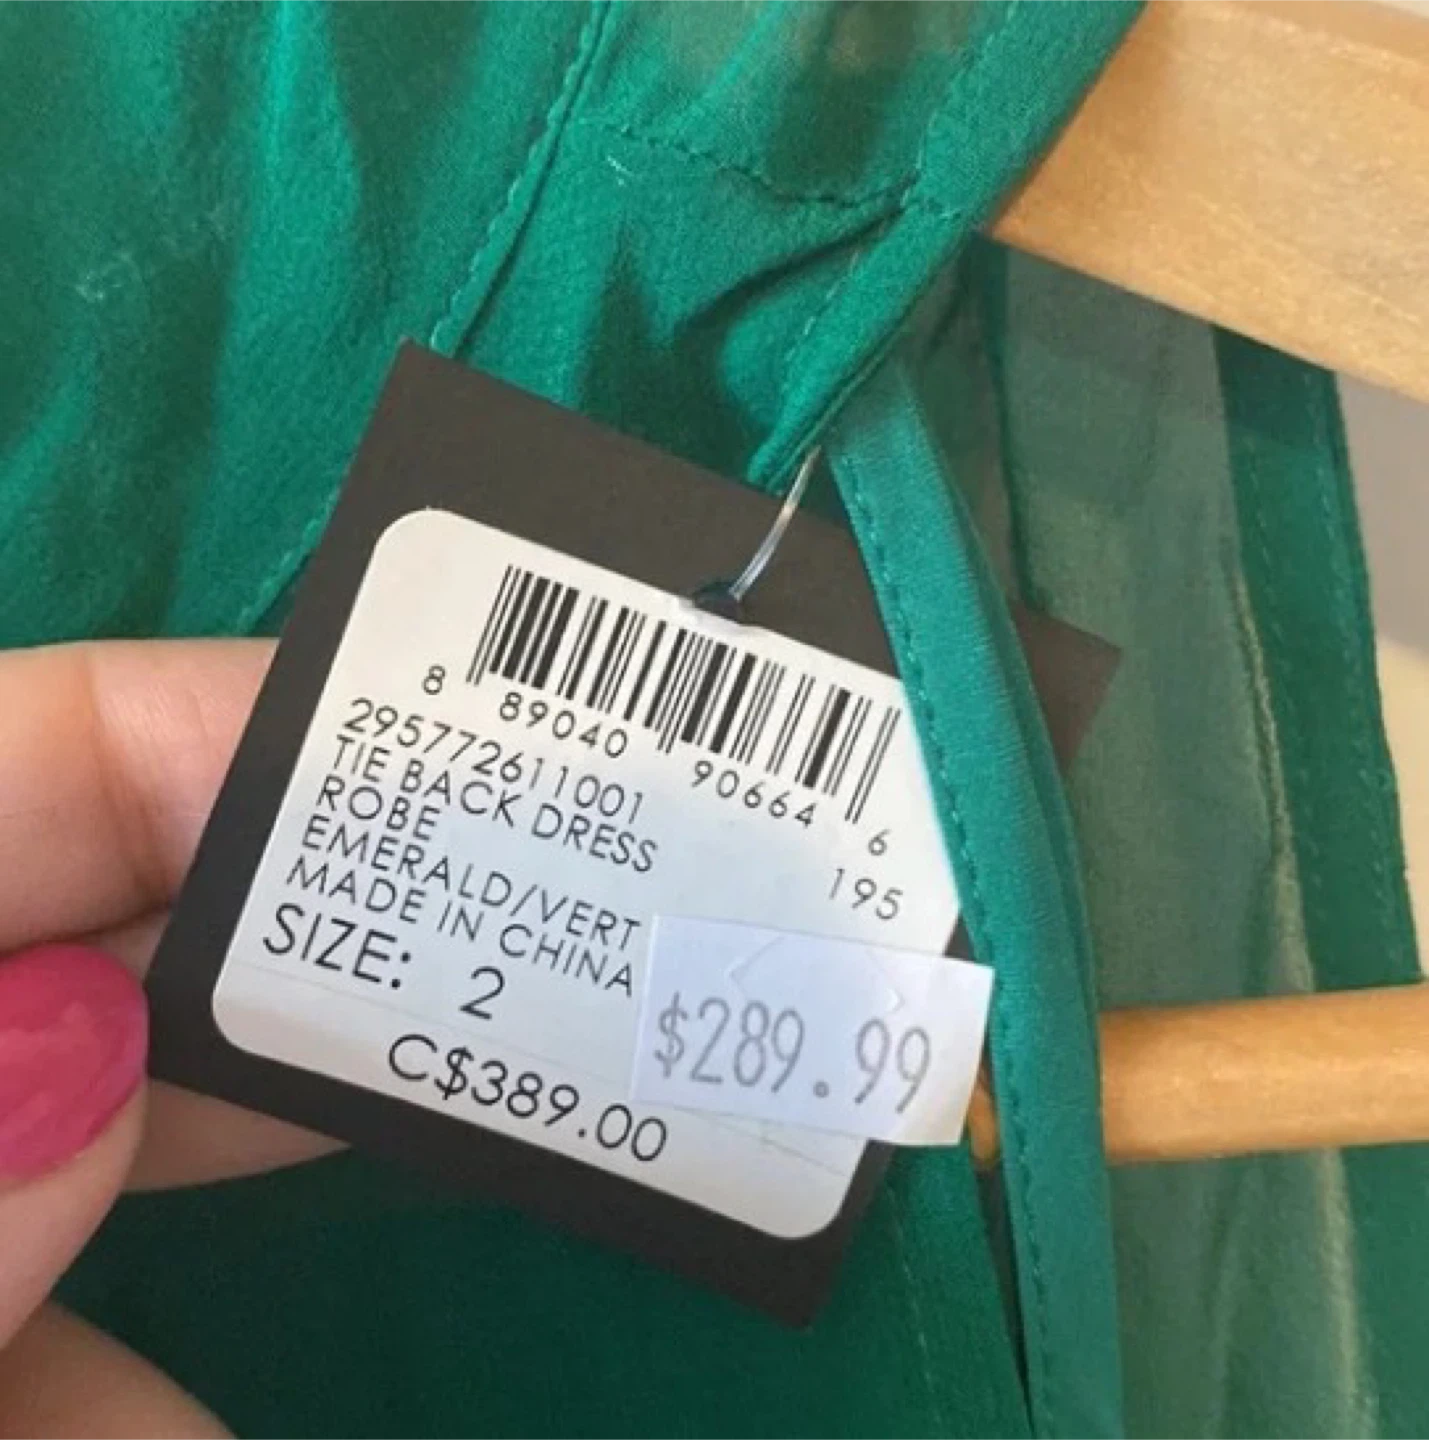 8 89040 90664 6
295772611001
TIE BACK DRESS
195
ROBE
EMERALD/VERT
MADE IN CHINA
SIZE: 2
$289.99
C$389.00